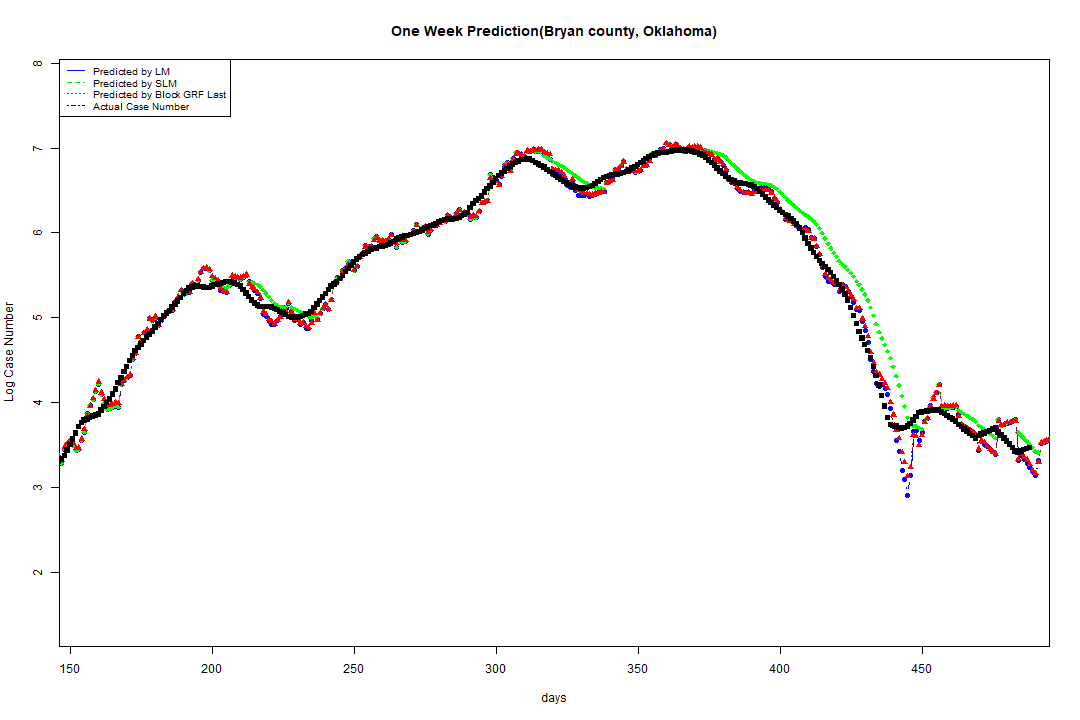 One Week Prediction(Bryan county, Oklahoma)
Predicted by LM
Predicted by SLM
Predicted by Block GRF Last
Actual Case Number
8
7
6
5
4
3
2
Log Case Number
150 200 250 300 350 400 450
days